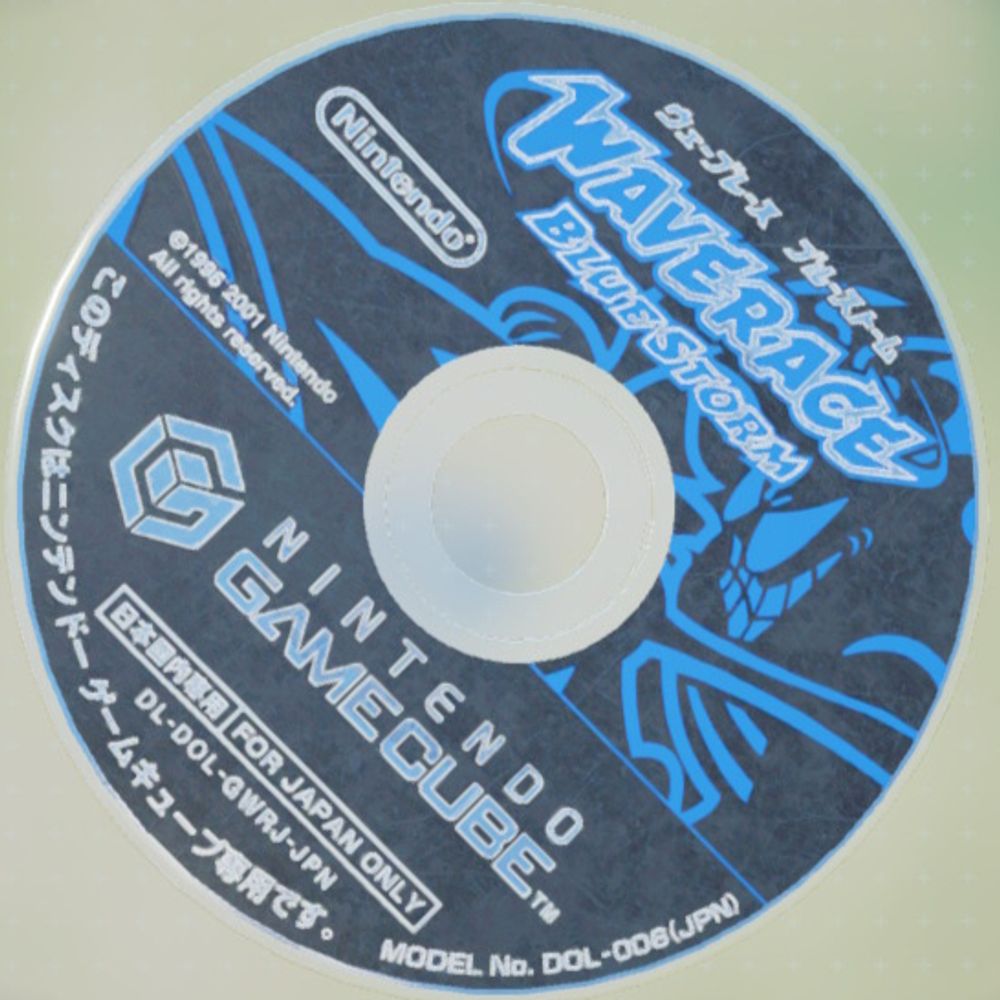 Nintendo®
ウェーブレース ブルーストーム
WAVERACE
BLUE STORM
©1996 2001 Nintendo
All rights reserved.
NINTENDO
GAMECUBE™
日本国内専用 FOR JAPAN ONLY
DL-DOL-GWRJ-JPN
このディスクはニンテンドーゲームキューブ専用です。
MODEL No. DOL-006(JPN)